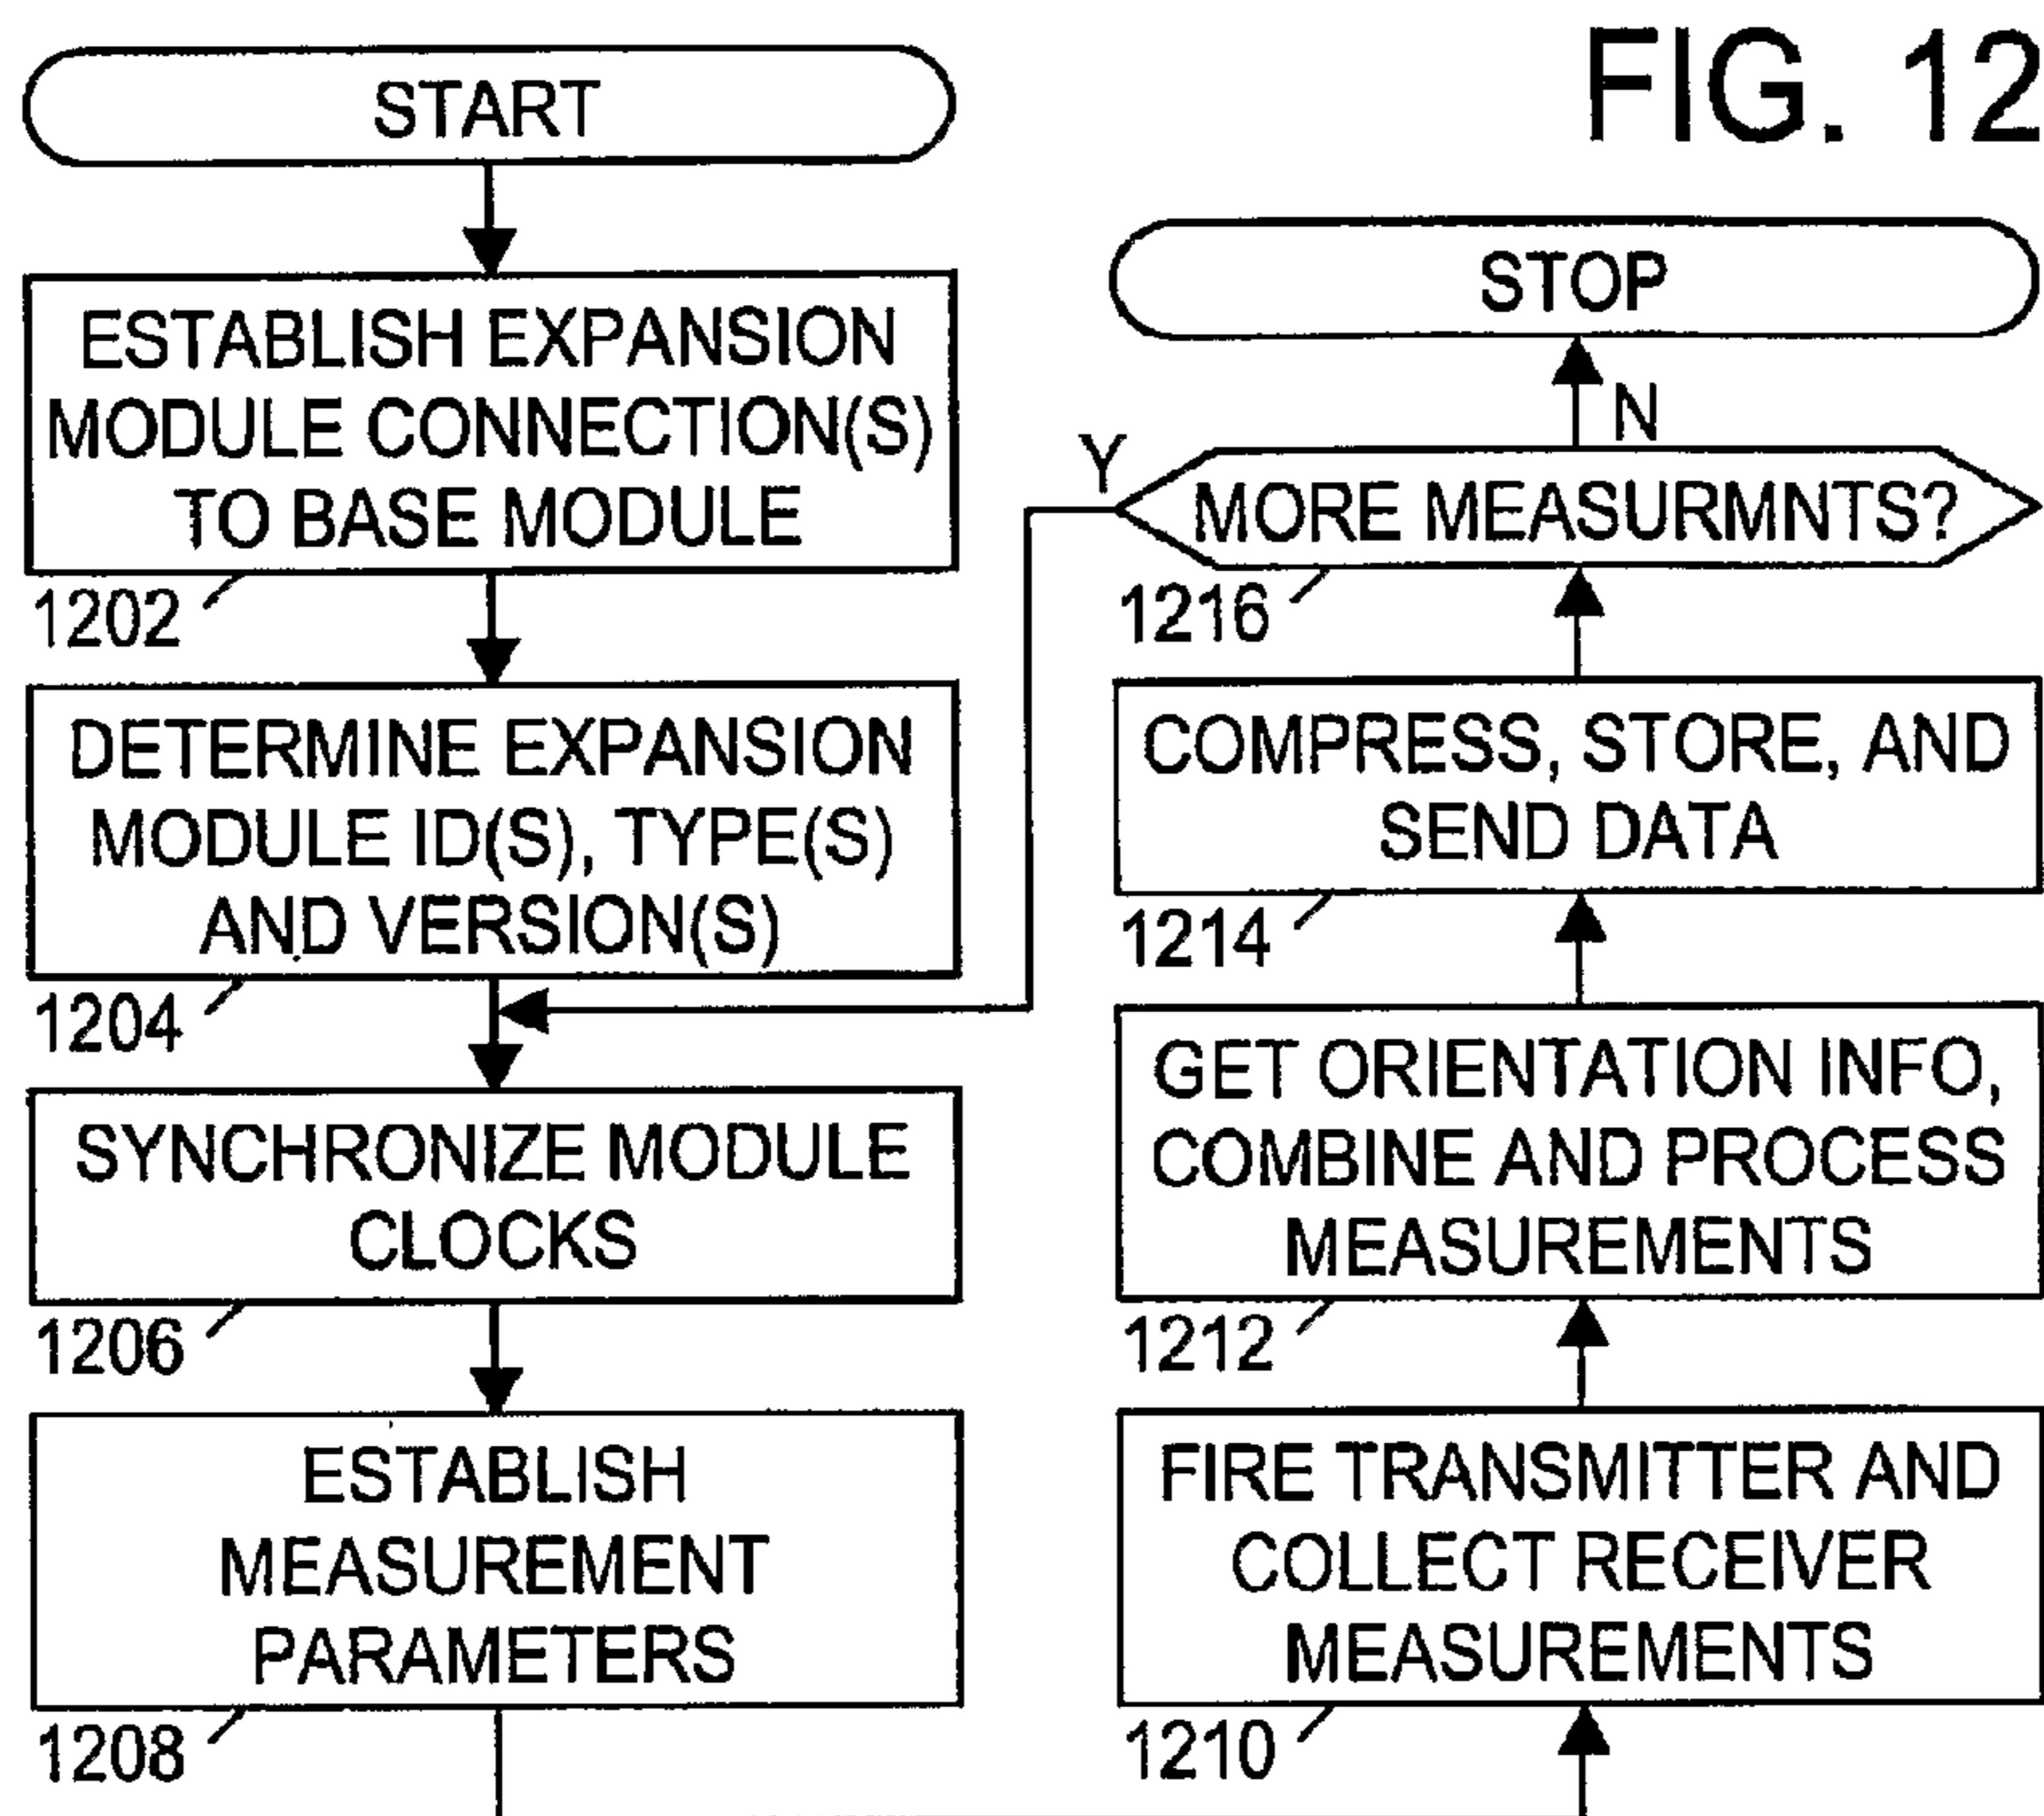 FIG. 12
START
ESTABLISH EXPANSION
MODULE CONNECTION(S)
TO BASE MODULE
1202
DETERMINE EXPANSION
MODULE ID(S), TYPE(S)
AND VERSION(S)
1204
SYNCHRONIZE MODULE
CLOCKS
1206
ESTABLISH
MEASUREMENT
PARAMETERS
1208
STOP
N
Y
MORE MEASURMNTS?
1216
COMPRESS, STORE, AND
SEND DATA
1214
GET ORIENTATION INFO,
COMBINE AND PROCESS
MEASUREMENTS
1212
FIRE TRANSMITTER AND
COLLECT RECEIVER
MEASUREMENTS
1210